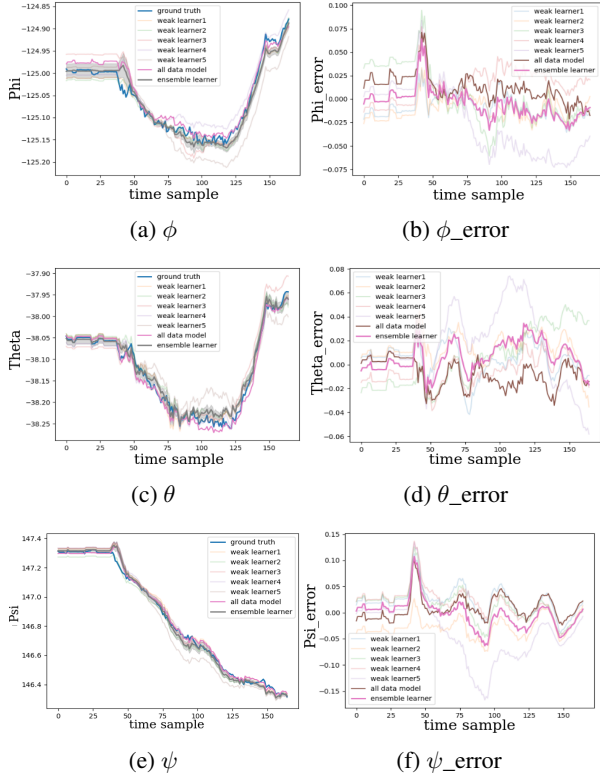 -124.85
-124.90
-124.95
-125.00
-125.05
-125.10
-125.15
-125.20
Phi
ground truth
weak learner1
weak learner2
weak learner3
weak learner4
weak learner5
all data model
ensemble learner
0 25 50 75 100 125 150
time sample
(a) ϕ
0.100
0.075
0.050
0.025
0.000
-0.025
-0.050
-0.075
Phi_error
weak learner1
weak learner2
weak learner3
weak learner4
weak learner5
all data model
ensemble learner
0 25 50 75 100 125 150
time sample
(b) ϕ_error
-37.90
-37.95
-38.00
-38.05
-38.10
-38.15
-38.20
-38.25
Theta
ground truth
weak learner1
weak learner2
weak learner3
weak learner4
weak learner5
all data model
ensemble learner
0 25 50 75 100 125 150
time sample
(c) θ
0.08
0.06
0.04
0.02
0.00
-0.02
-0.04
-0.06
Theta_error
weak learner1
weak learner2
weak learner3
weak learner4
weak learner5
all data model
ensemble learner
0 25 50 75 100 125 150
time sample
(d) θ_error
147.4
147.2
147.0
146.8
146.6
146.4
Psi
ground truth
weak learner1
weak learner2
weak learner3
weak learner4
weak learner5
all data model
ensemble learner
0 25 50 75 100 125 150
time sample
(e) ψ
0.15
0.10
0.05
0.00
-0.05
-0.10
-0.15
Psi_error
weak learner1
weak learner2
weak learner3
weak learner4
weak learner5
all data model
ensemble learner
0 25 50 75 100 125 150
time sample
(f) ψ_error